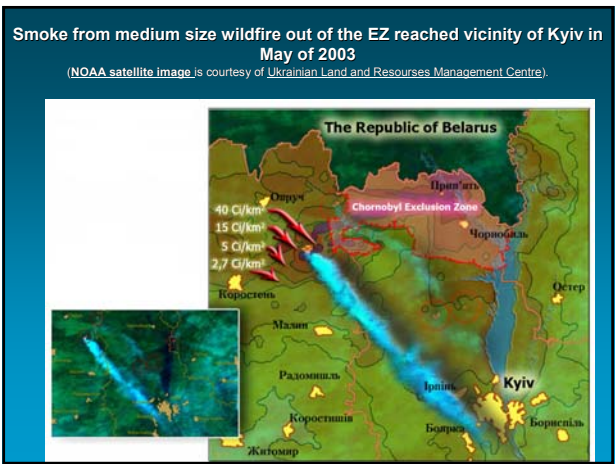 Smoke from medium size wildfire out of the EZ reached vicinity of Kyiv in
May of 2003
(NOAA satellite image is courtesy of Ukrainian Land and Resourses Management Centre).
The Republic of Belarus
Прип'ять
Овруч
Chornobyl Exclusion Zone
40 Ci/km²
Чорнобиль
15 Ci/km²
5 Ci/km²
2,7 Ci/km²
Остер
Коростень
Малин
Радомишль
Ірпінь
Kyiv
Коростишів
Боярка
Бориспіль
Житомир